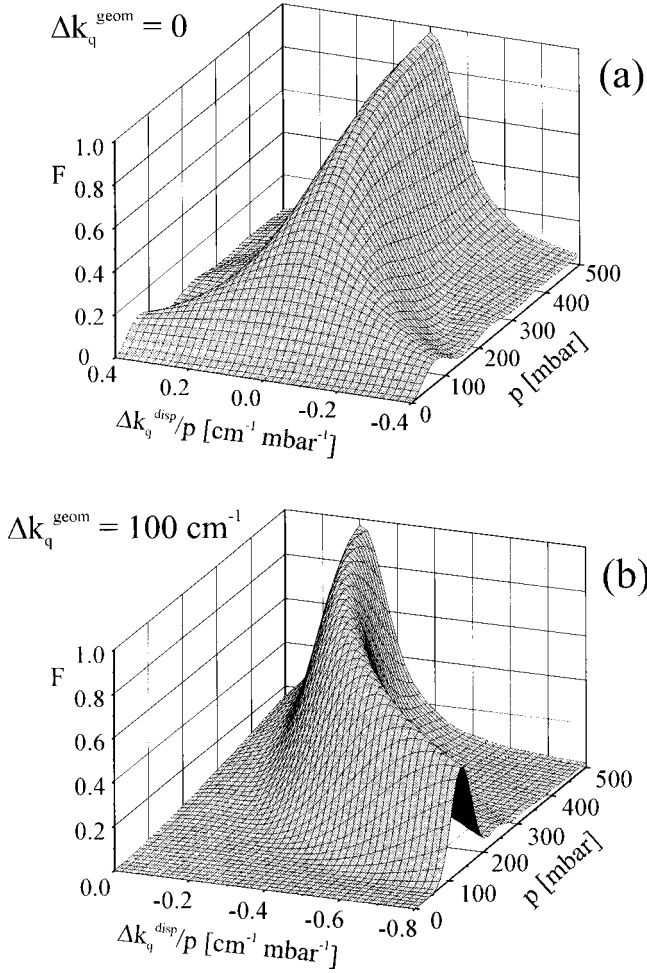 Δk_q^geom = 0
(a)
1.0
F 0.8
0.6
0.4
0.2
0
0.4 0.2 0.0 -0.2 -0.4
Δk_q^disp/p [cm⁻¹ mbar⁻¹]
0 100 200 300 400 500
p [mbar]
Δk_q^geom = 100 cm⁻¹
(b)
1.0
F 0.8
0.6
0.4
0.2
0.0 -0.2 -0.4 -0.6 -0.8
Δk_q^disp/p [cm⁻¹ mbar⁻¹]
0 100 200 300 400 500
p [mbar]